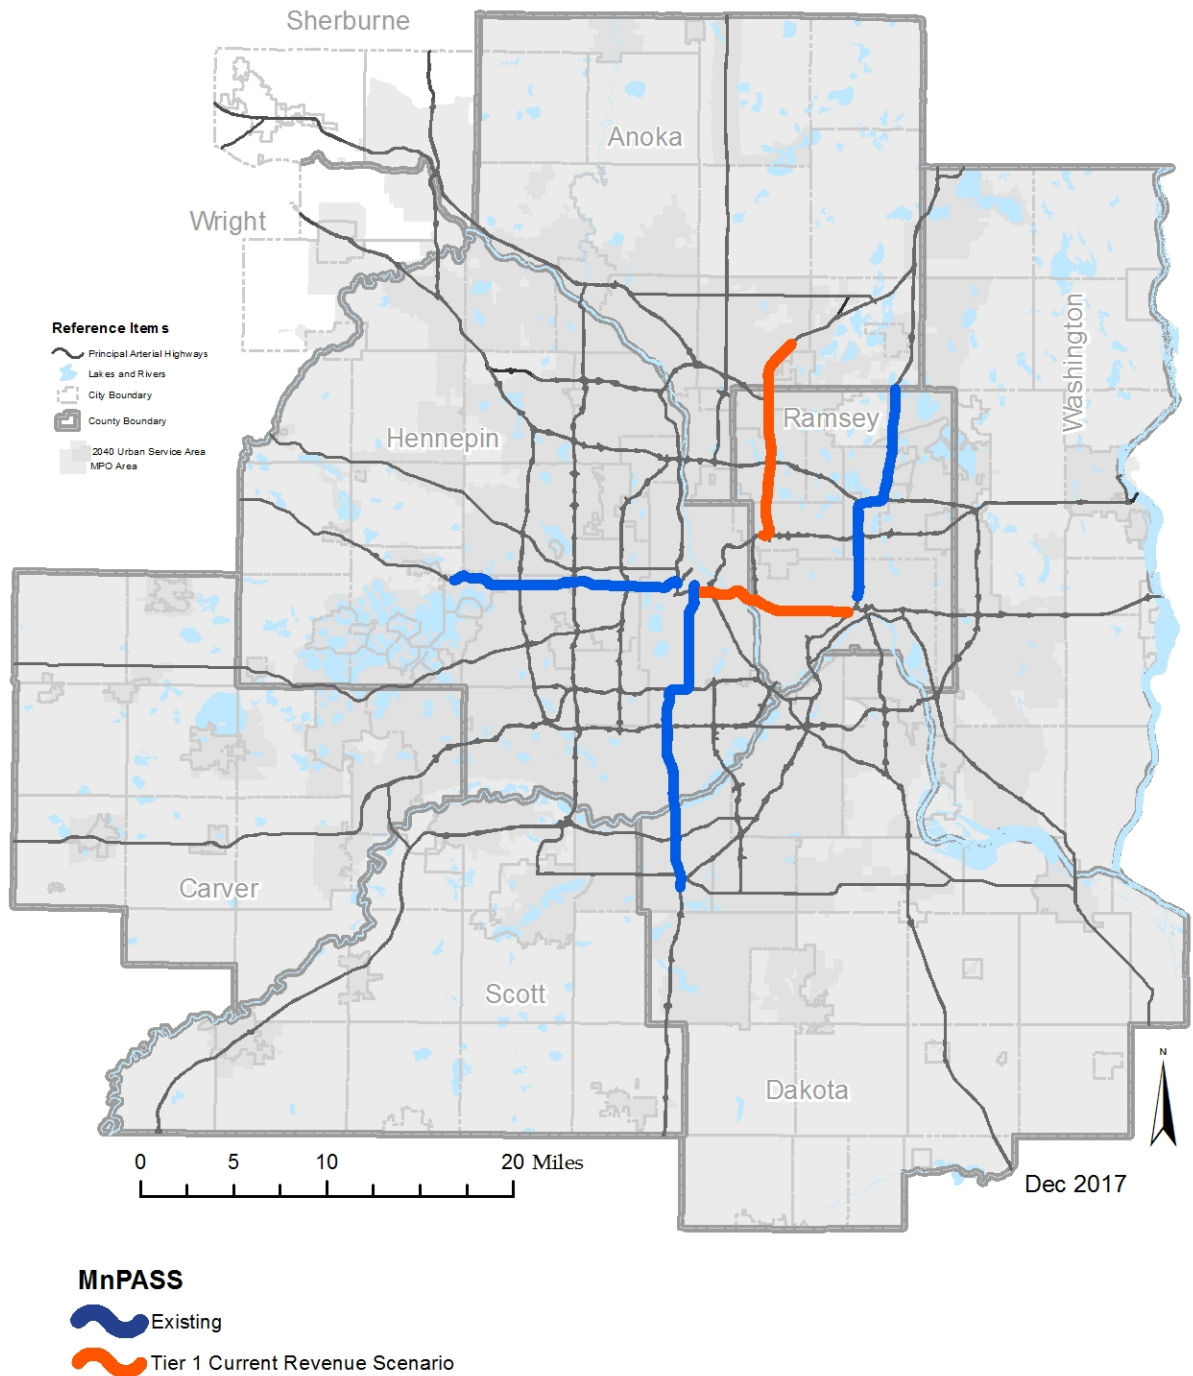 Sherburne
Anoka
Wright
Washington
Reference Items
Principal Arterial Highways
Lakes and Rivers
City Boundary
County Boundary
2040 Urban Service Area
MPO Area
Hennepin
Ramsey
Carver
Scott
Dakota
N
0 5 10 20 Miles
Dec 2017
MnPASS
Existing
Tier 1 Current Revenue Scenario